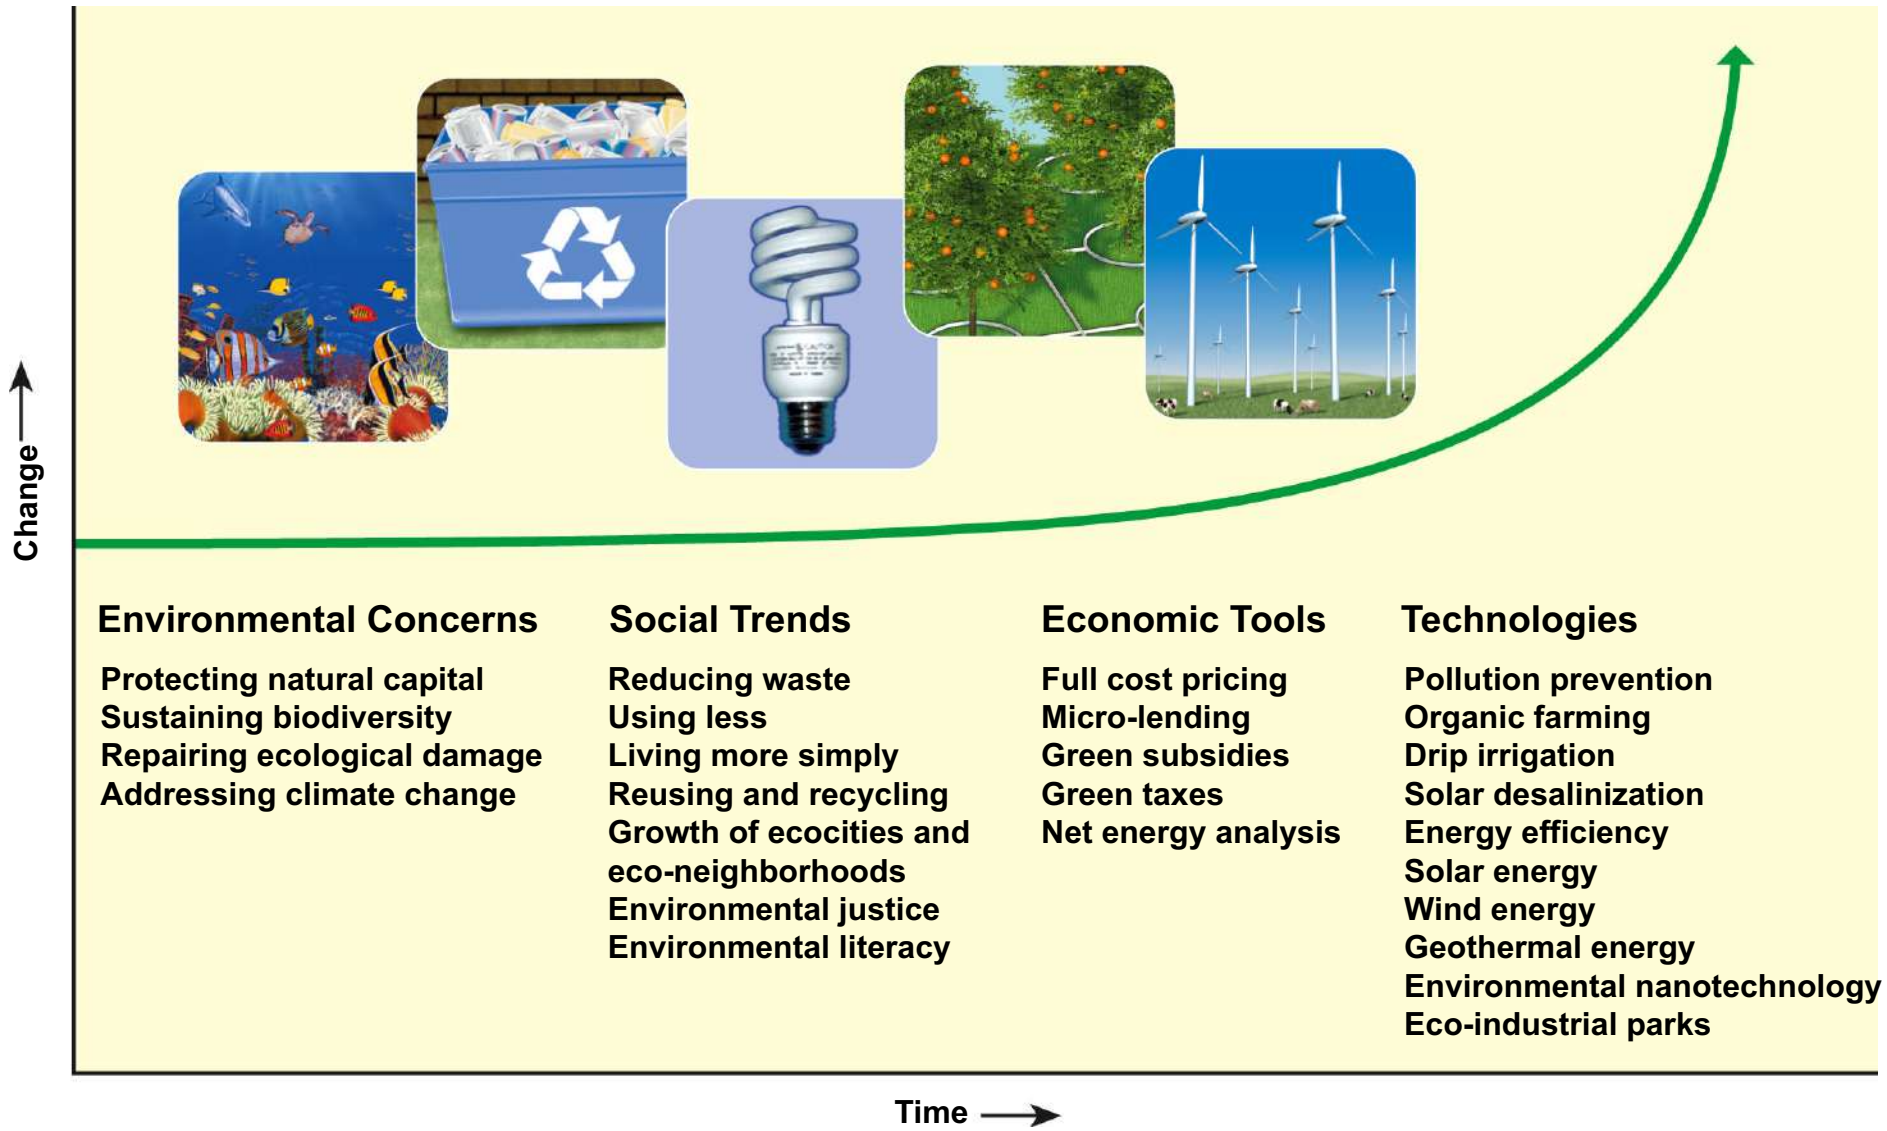 Change
Environmental Concerns
Protecting natural capital
Sustaining biodiversity
Repairing ecological damage
Addressing climate change
Social Trends
Reducing waste
Using less
Living more simply
Reusing and recycling
Growth of ecocities and
eco-neighborhoods
Environmental justice
Environmental literacy
Economic Tools
Full cost pricing
Micro-lending
Green subsidies
Green taxes
Net energy analysis
Technologies
Pollution prevention
Organic farming
Drip irrigation
Solar desalinization
Energy efficiency
Solar energy
Wind energy
Geothermal energy
Environmental nanotechnology
Eco-industrial parks
Time